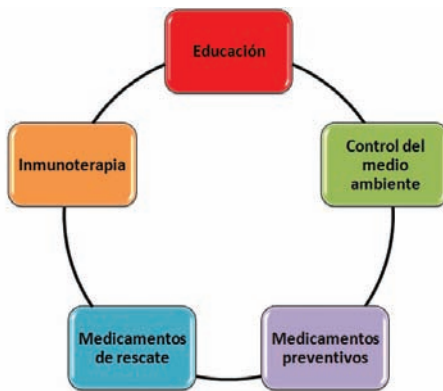 Educación
Control del
medio
ambiente
Medicamentos
preventivos
Medicamentos
de rescate
Inmunoterapia